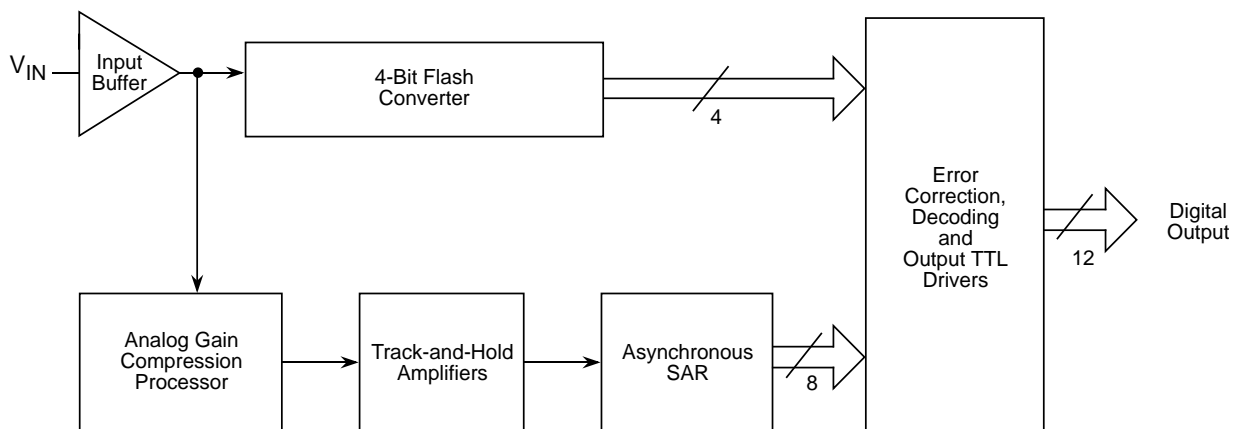 VIN
Input
Buffer
4-Bit Flash
Converter
4
Error
Correction,
Decoding
and
Output TTL
Drivers
12
Digital
Output
Analog Gain
Compression
Processor
Track-and-Hold
Amplifiers
Asynchronous
SAR
8